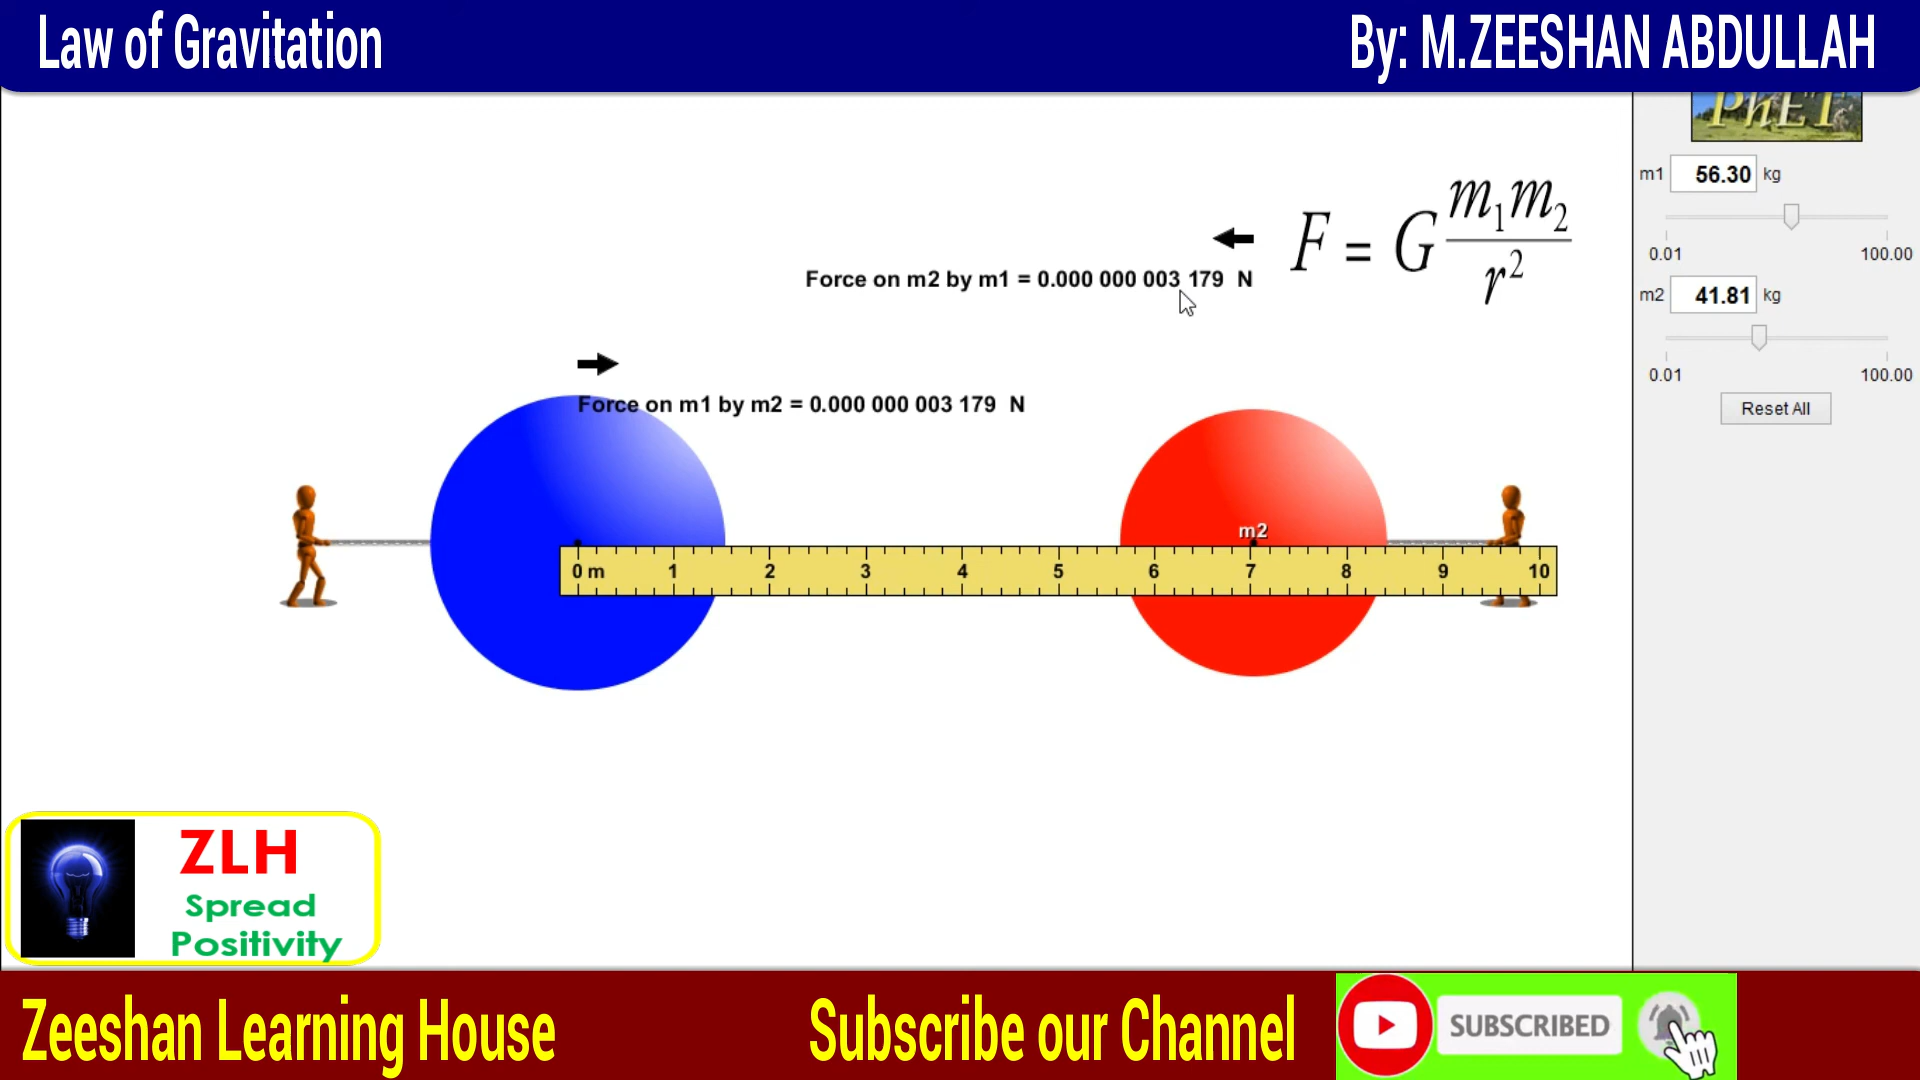 Law of Gravitation
By: M.ZEESHAN ABDULLAH
PhET
m1 56.30 kg
0.01 100.00
m2 41.81 kg
0.01 100.00
Reset All
F = G m₁m₂ / r²
Force on m2 by m1 = 0.000 000 003 179 N
Force on m1 by m2 = 0.000 000 003 179 N
m2
0 m 1 2 3 4 5 6 7 8 9 10
ZLH
Spread
Positivity
Zeeshan Learning House
Subscribe our Channel
SUBSCRIBED